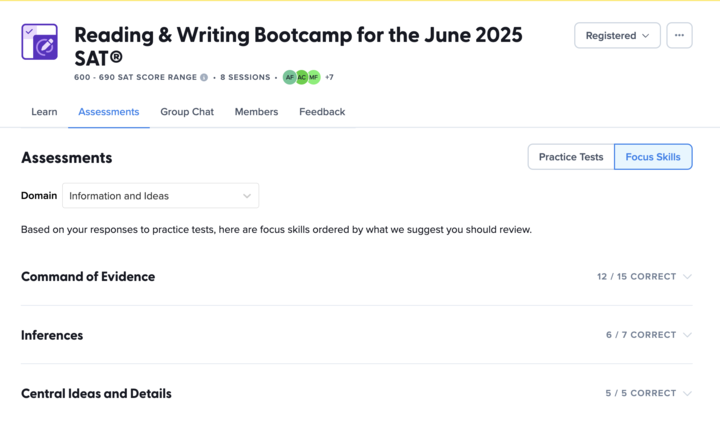 Reading & Writing Bootcamp for the June 2025
SAT®
Registered
600 - 690 SAT SCORE RANGE • 8 SESSIONS • AF AC MF +7
Learn Assessments Group Chat Members Feedback
Assessments
Practice Tests Focus Skills
Domain Information and Ideas
Based on your responses to practice tests, here are focus skills ordered by what we suggest you should review.
Command of Evidence 12 / 15 CORRECT
Inferences 6 / 7 CORRECT
Central Ideas and Details 5 / 5 CORRECT